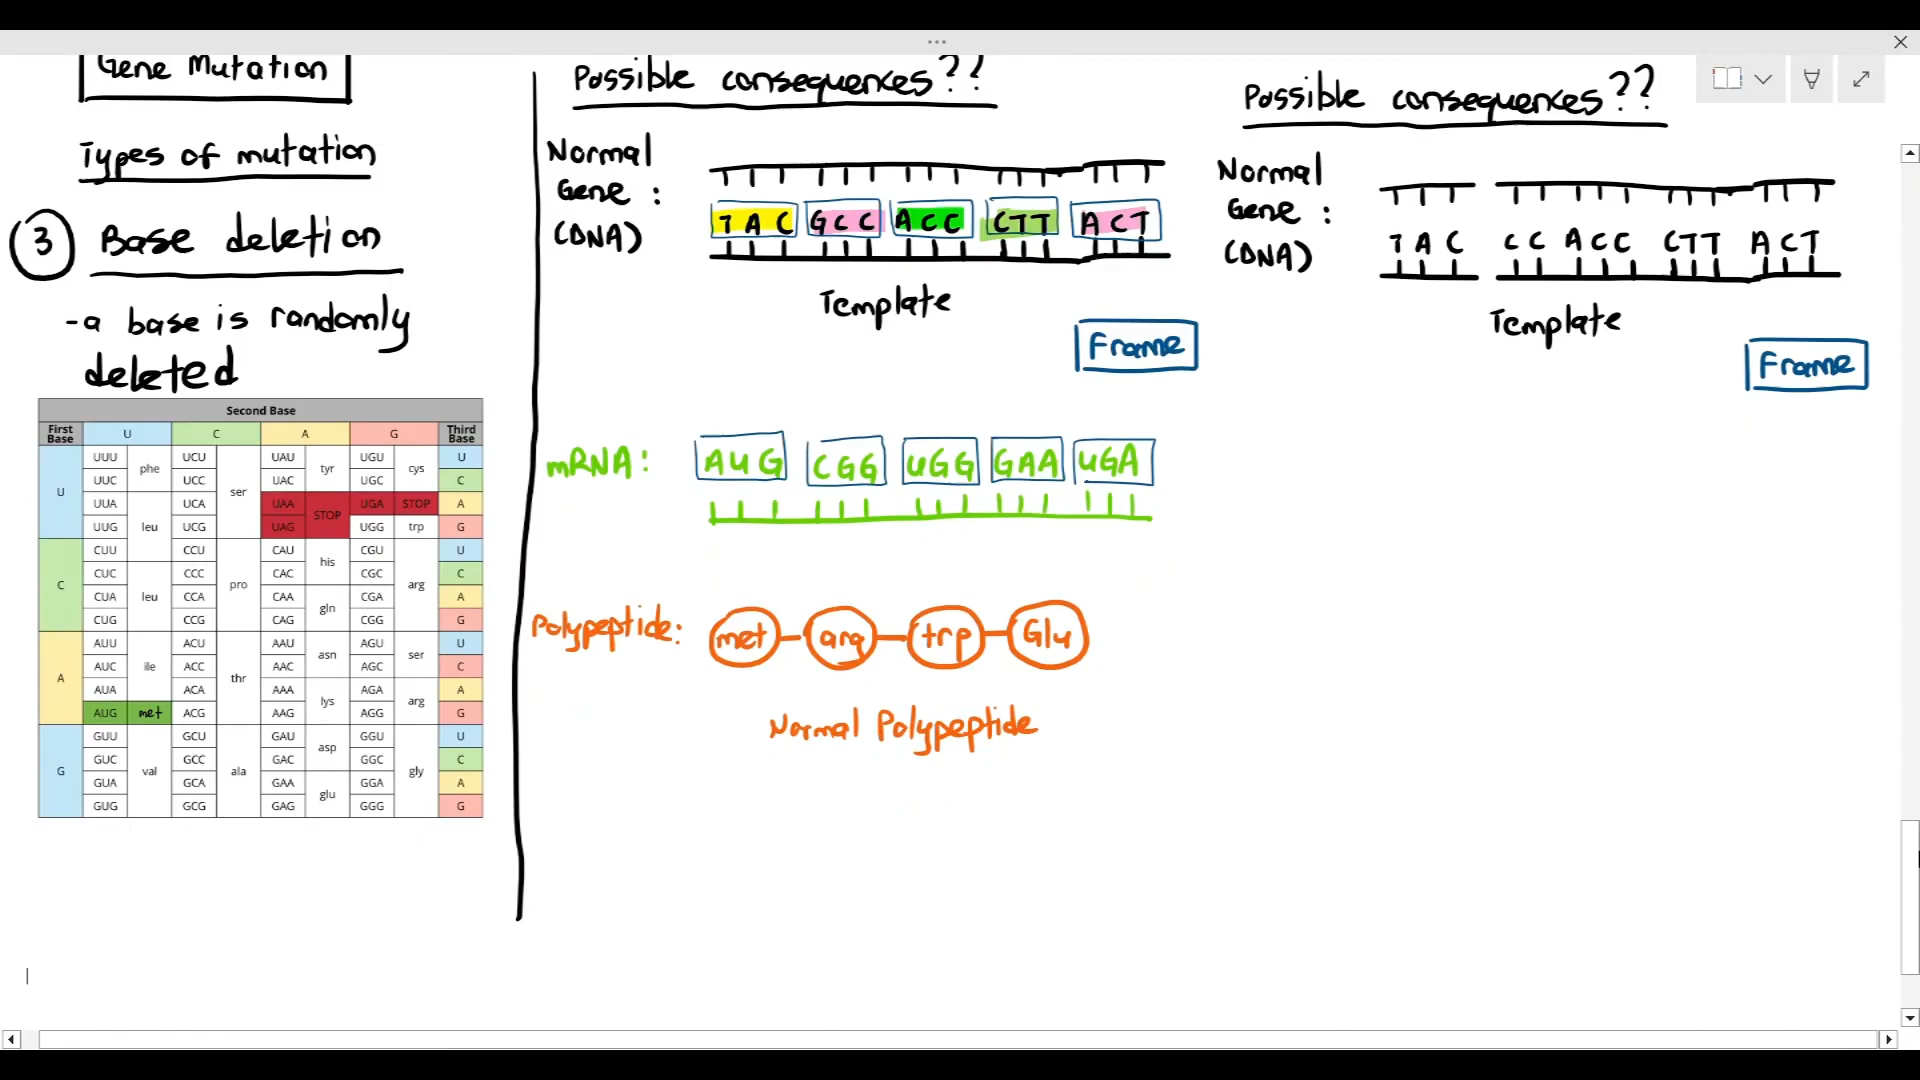 Gene Mutation
Types of mutation
3 Base deletion
-a base is randomly
deleted
Second Base
First Base U C A G Third Base
U UUU phe UCU ser UAU tyr UGU cys U
UUC UCC UAC UGC C
UUA leu UCA UAA STOP UGA STOP A
UUG UCG UAG UGG trp G
C CUU leu CCU pro CAU his CGU arg U
CUC CCC CAC CGC C
CUA CCA CAA gln CGA A
CUG CCG CAG CGG G
A AUU ile ACU thr AAU asn AGU ser U
AUC ACC AAC AGC C
AUA ACA AAA lys AGA arg A
AUG met ACG AAG AGG G
G GUU val GCU ala GAU asp GGU gly U
GUC GCC GAC GGC C
GUA GCA GAA glu GGA A
GUG GCG GAG GGG G
Possible consequences??
Normal
Gene :
(DNA)
TAC GCC ACC CTT ACT
Template
Frame
mRNA: AUG CGG UGG GAA UGA
Polypeptide: met arg trp Glu
Normal Polypeptide
Possible consequences??
Normal
Gene :
(DNA)
TAC CC ACC CTT ACT
Template
Frame